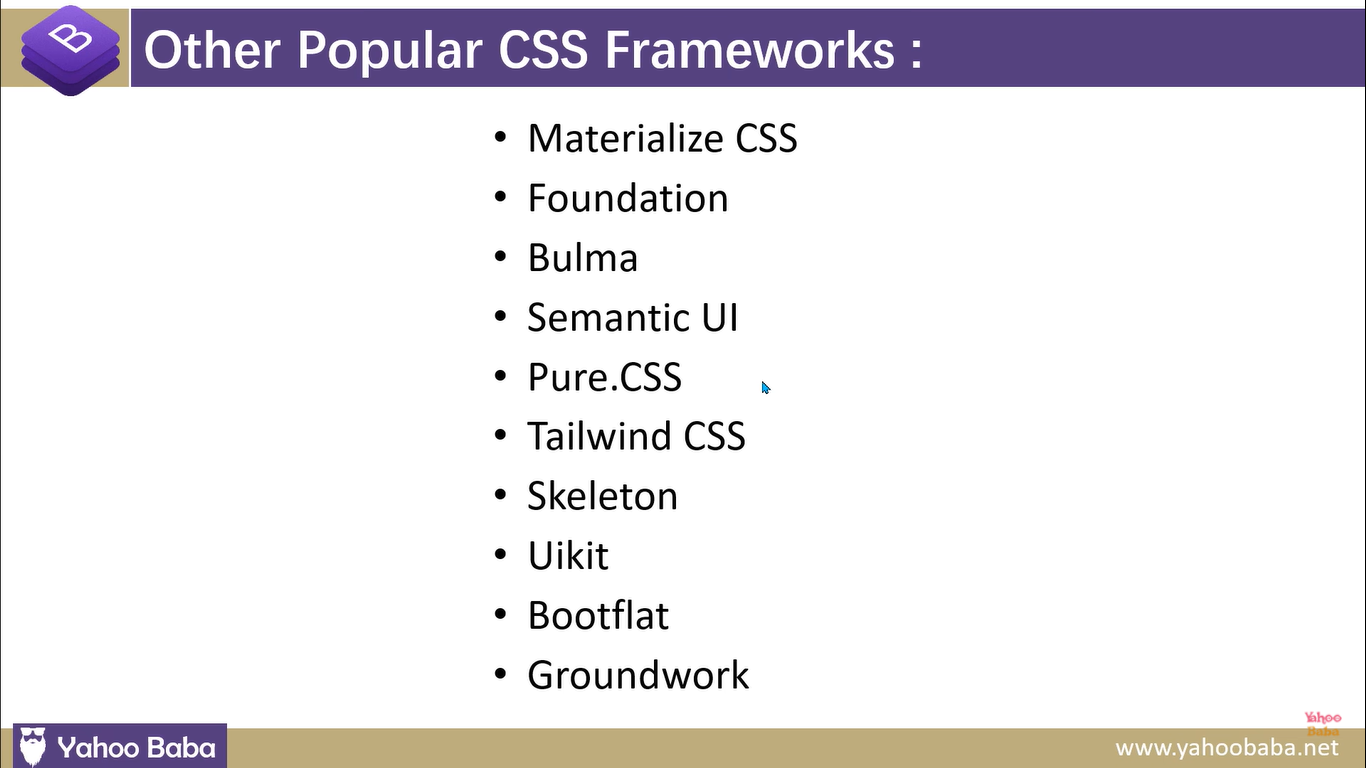 B
Other Popular CSS Frameworks :
• Materialize CSS
• Foundation
• Bulma
• Semantic UI
• Pure.CSS
• Tailwind CSS
• Skeleton
• Uikit
• Bootflat
• Groundwork
Yahoo
Baba
Yahoo Baba
www.yahoobaba.net